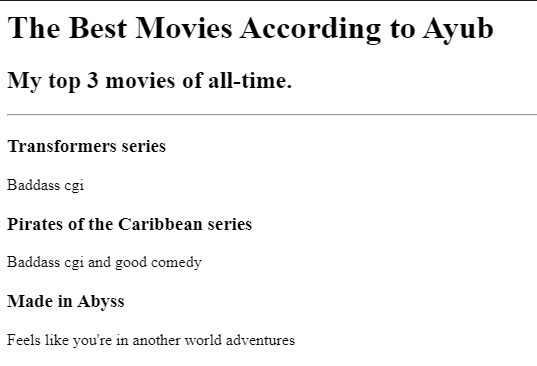 The Best Movies According to Ayub
My top 3 movies of all-time.
Transformers series
Baddass cgi
Pirates of the Caribbean series
Baddass cgi and good comedy
Made in Abyss
Feels like you're in another world adventures